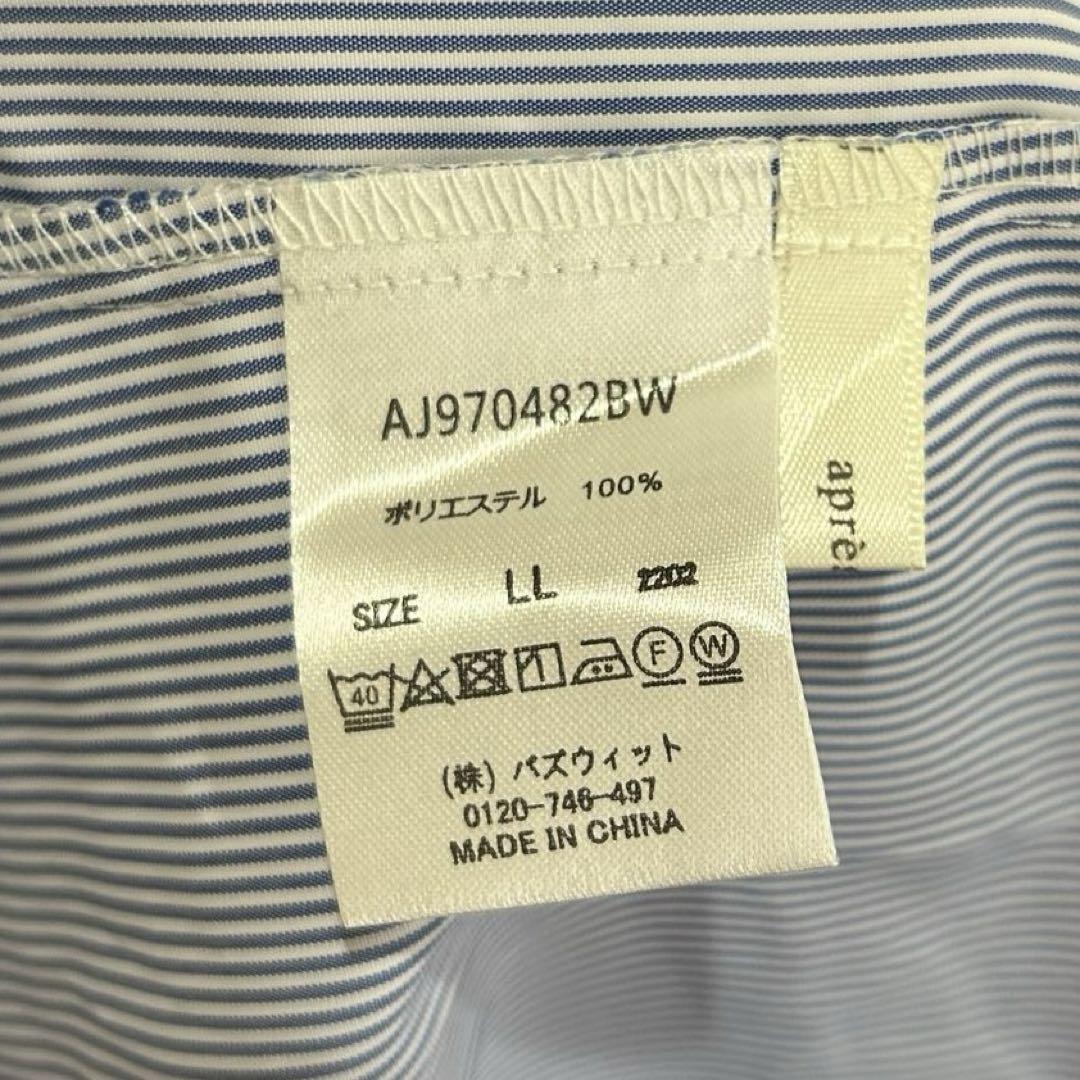 AJ970482BW
ポリエステル 100%
SIZE LL 2202
40 F W
(株) バズウィット
0120-746-497
MADE IN CHINA
aprè